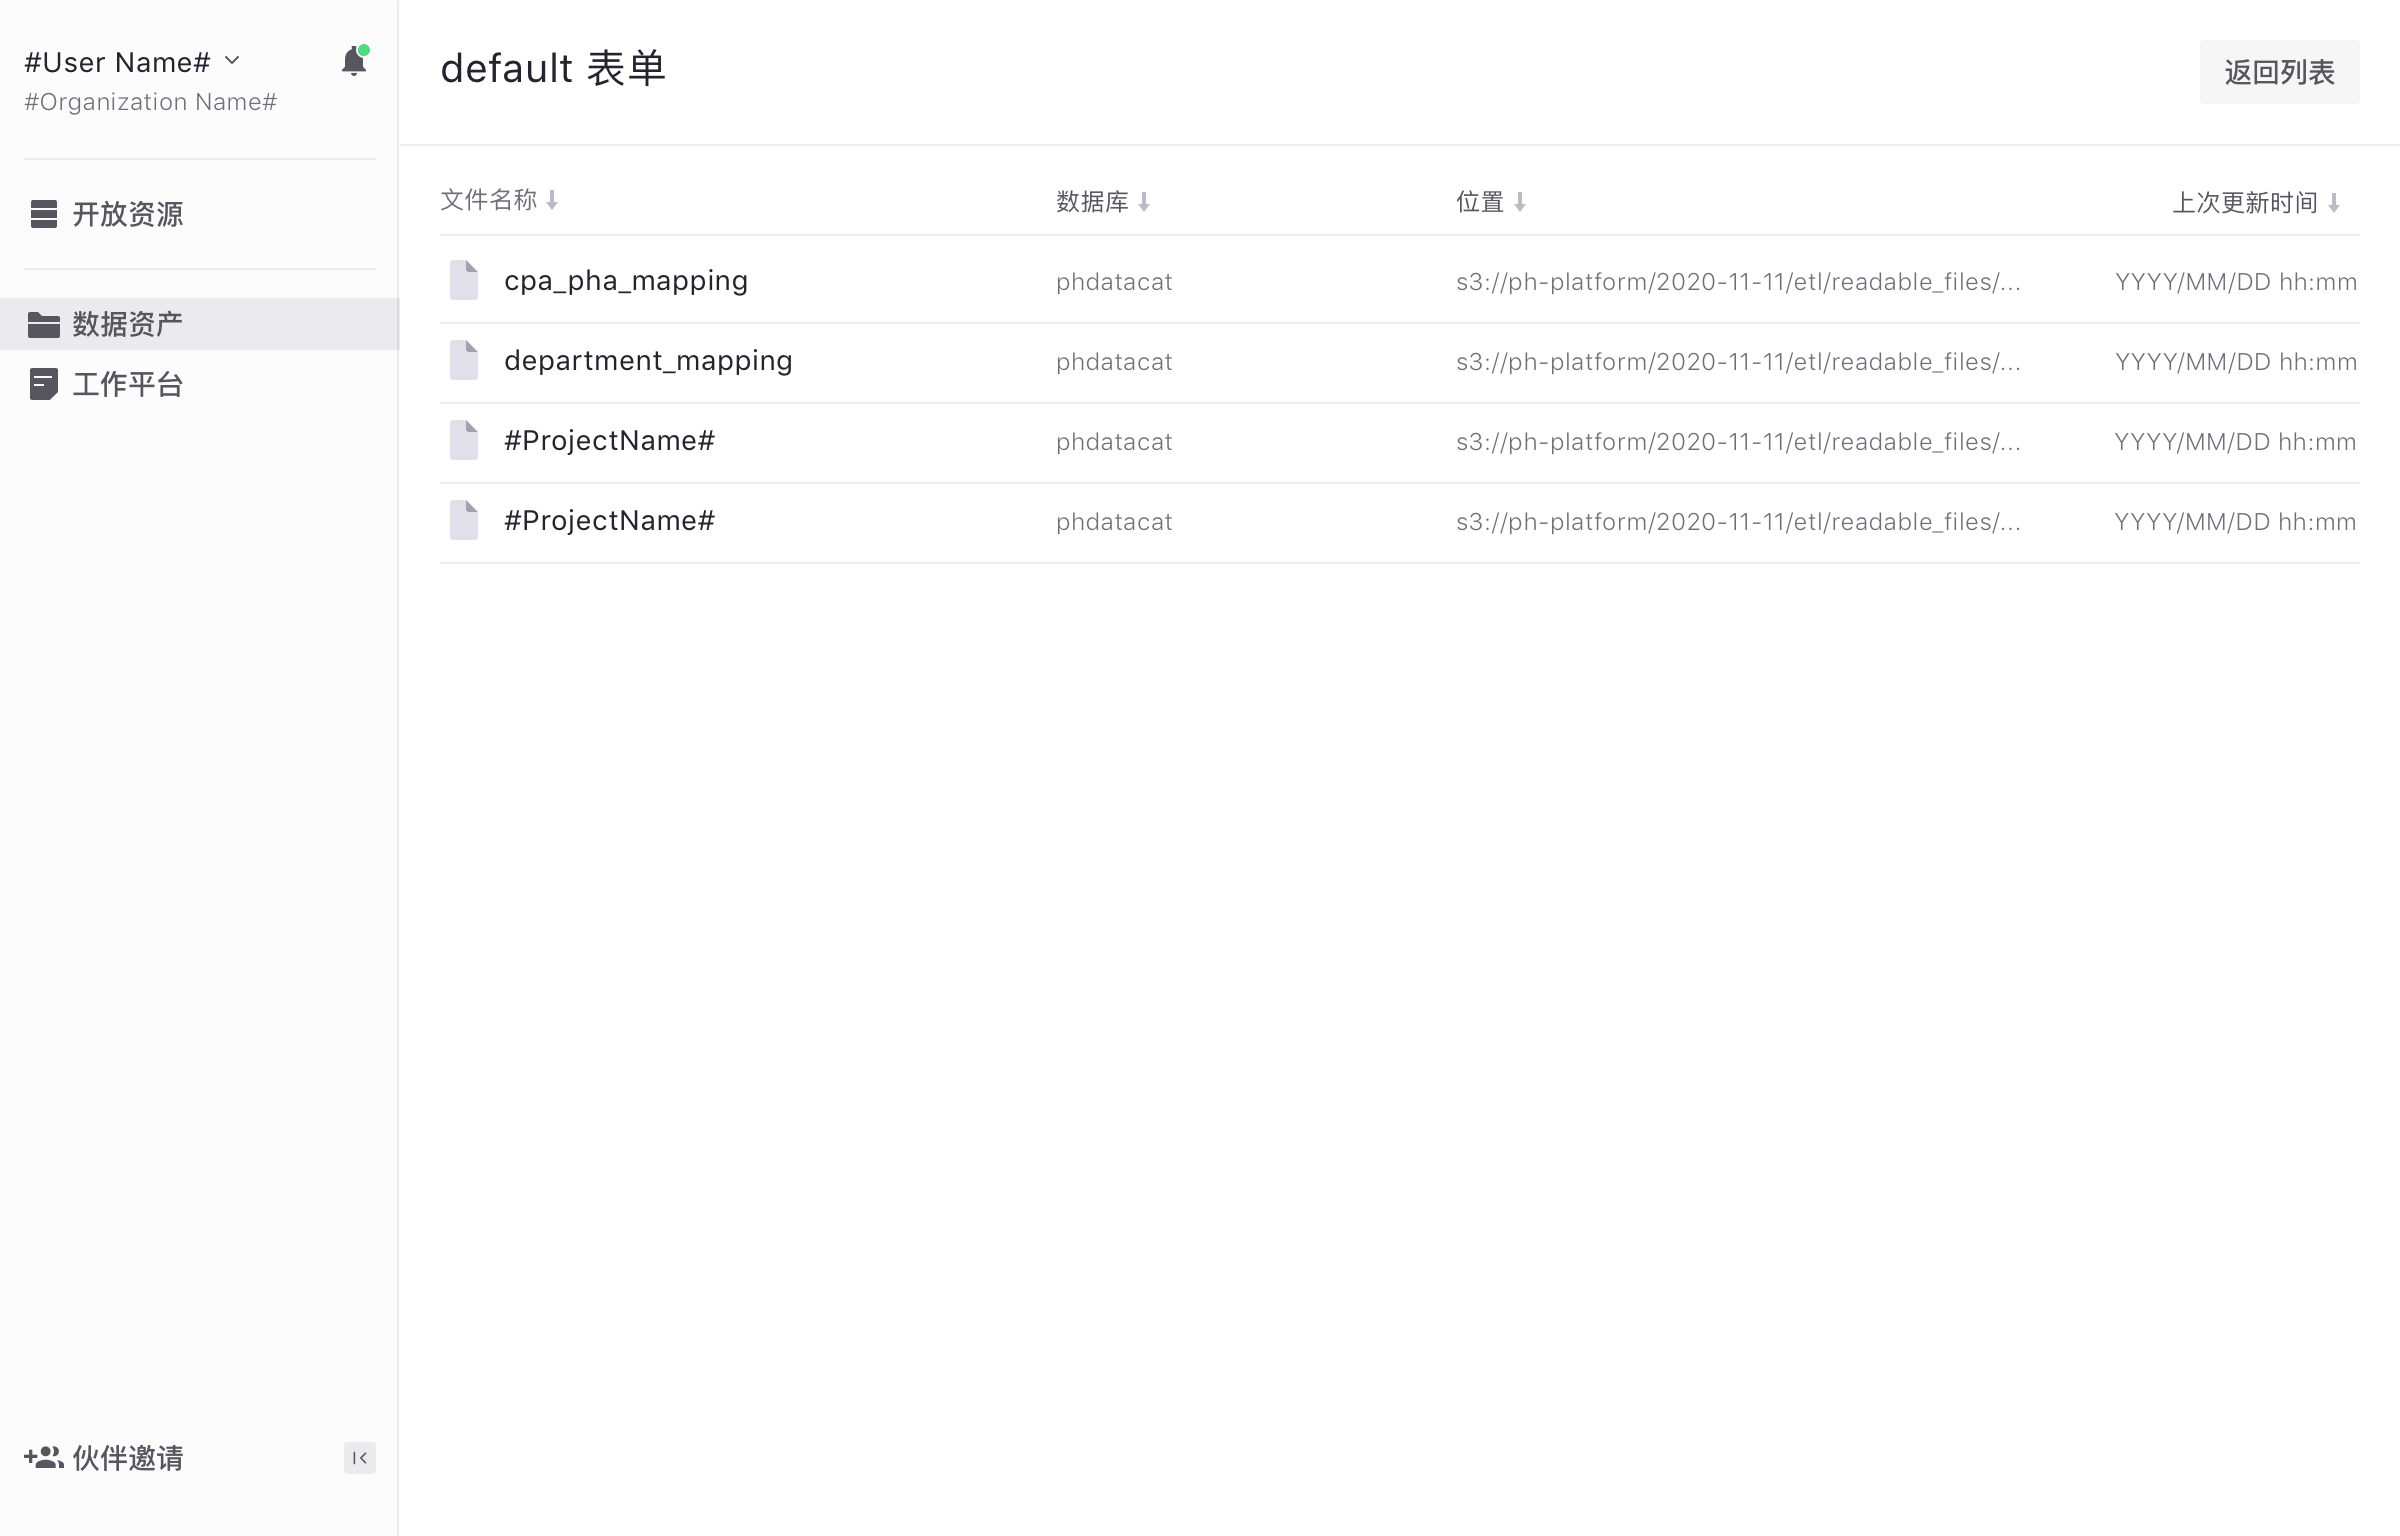 #User Name#
#Organization Name#
开放资源
数据资产
工作平台
伙伴邀请
default 表单
返回列表
文件名称 数据库 位置 上次更新时间
cpa_pha_mapping phdatacat s3://ph-platform/2020-11-11/etl/readable_files/... YYYY/MM/DD hh:mm
department_mapping phdatacat s3://ph-platform/2020-11-11/etl/readable_files/... YYYY/MM/DD hh:mm
#ProjectName# phdatacat s3://ph-platform/2020-11-11/etl/readable_files/... YYYY/MM/DD hh:mm
#ProjectName# phdatacat s3://ph-platform/2020-11-11/etl/readable_files/... YYYY/MM/DD hh:mm